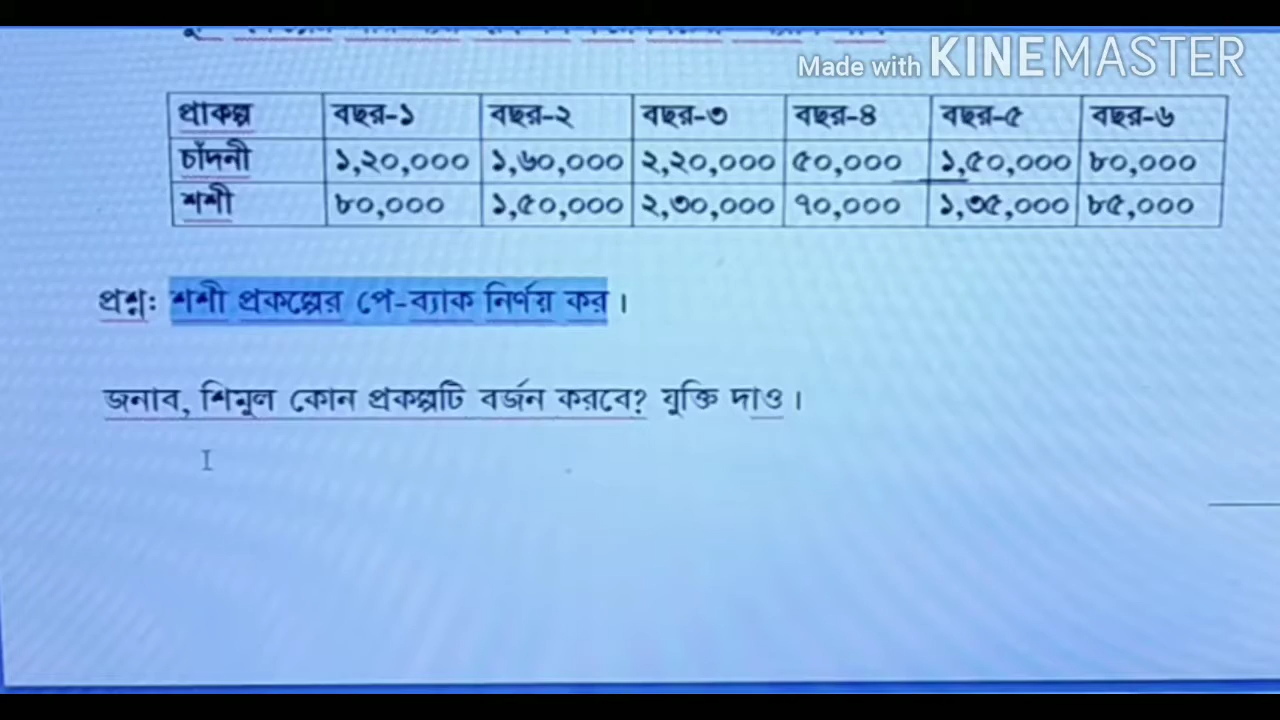 Made with KINEMASTER
প্রাকল্প বছর-১ বছর-২ বছর-৩ বছর-৪ বছর-৫ বছর-৬
চাঁদনী ১,২০,০০০ ১,৬০,০০০ ২,২০,০০০ ৫০,০০০ ১,৫০,০০০ ৮০,০০০
শশী ৮০,০০০ ১,৫০,০০০ ২,৩০,০০০ ৭০,০০০ ১,৩৫,০০০ ৮৫,০০০
প্রশ্ন: শশী প্রকল্পের পে-ব্যাক নির্ণয় কর।
জনাব, শিমুল কোন প্রকল্পটি বর্জন করবে? যুক্তি দাও।